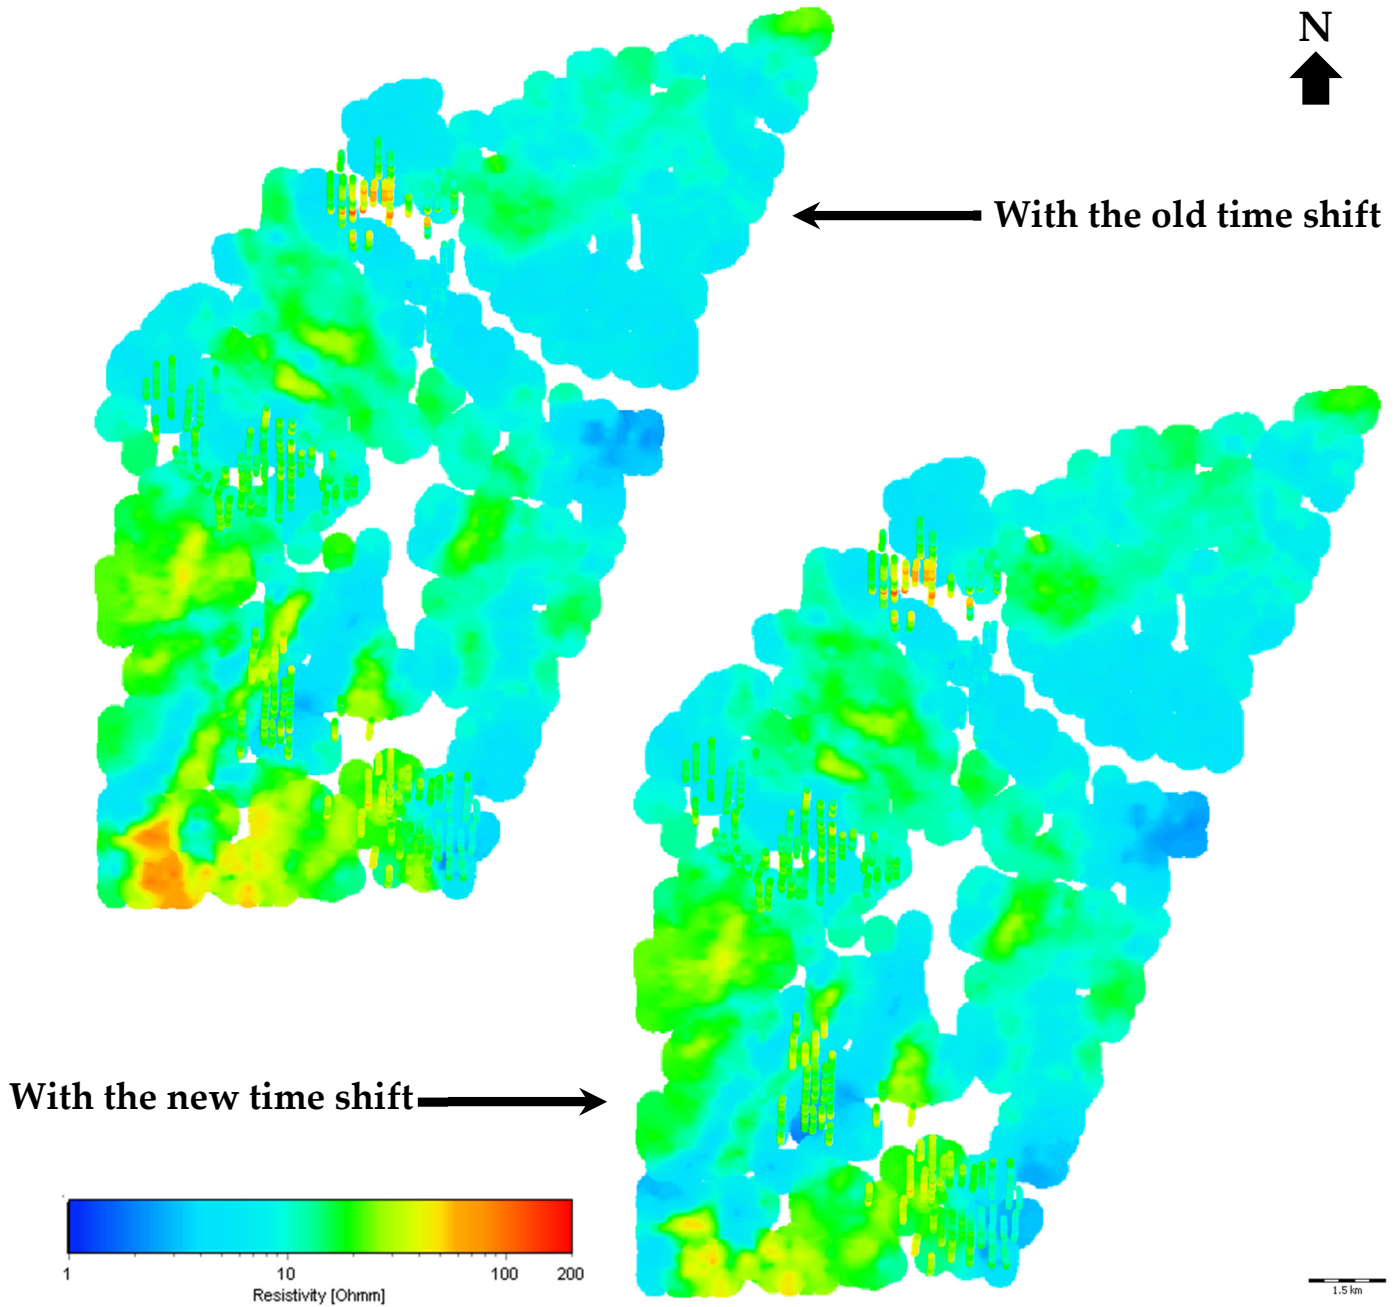 N
With the old time shift
With the new time shift
1 10 100 200
Resistivity [Ohmm]
1.5 km